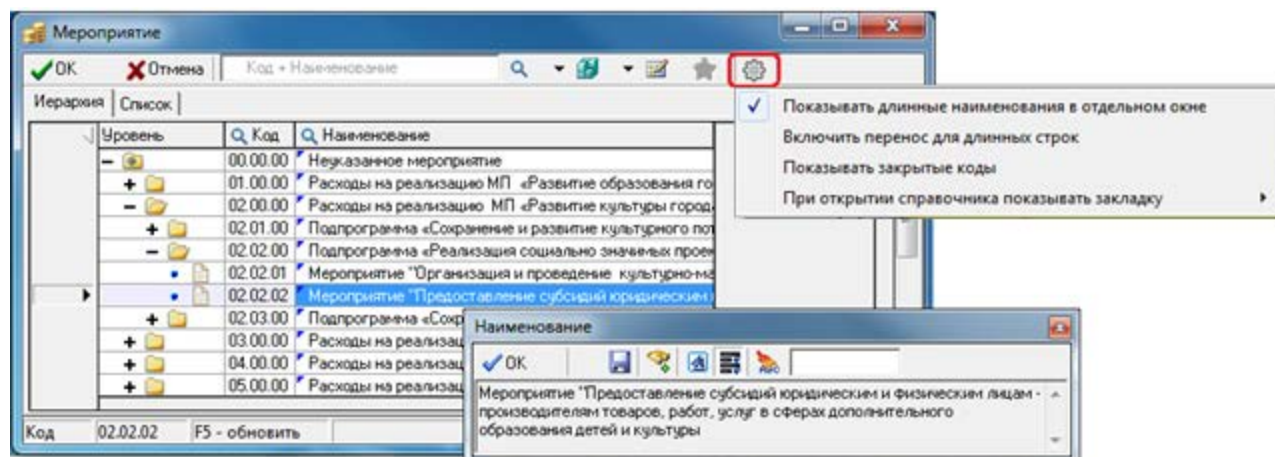 Мероприятие
OK Отмена Код + Наименование
Иерархия Список
Показывать длинные наименования в отдельном окне
Включить перенос для длинных строк
Показывать закрытые коды
При открытии справочника показывать закладку
Уровень Код Наименование
00.00.00 Неуказанное мероприятие
01.00.00 Расходы на реализацию МП «Развитие образования го
02.00.00 Расходы на реализацию МП «Развитие культуры город
02.01.00 Подпрограмма «Сохранение и развитие культурного пот
02.02.00 Подпрограмма «Реализация социально значимых проек
02.02.01 Мероприятие "Организация и проведение культурно-ма
02.02.02 Мероприятие "Предоставление субсидий юридическим
02.03.00 Подпрограмма «Сохр
03.00.00 Расходы на реализац
04.00.00 Расходы на реализац
05.00.00 Расходы на реализац
Код 02.02.02 F5 - обновить
Наименование
OK
Мероприятие "Предоставление субсидий юридическим и физическим лицам -
производителям товаров, работ, услуг в сферах дополнительного
образования детей и культуры